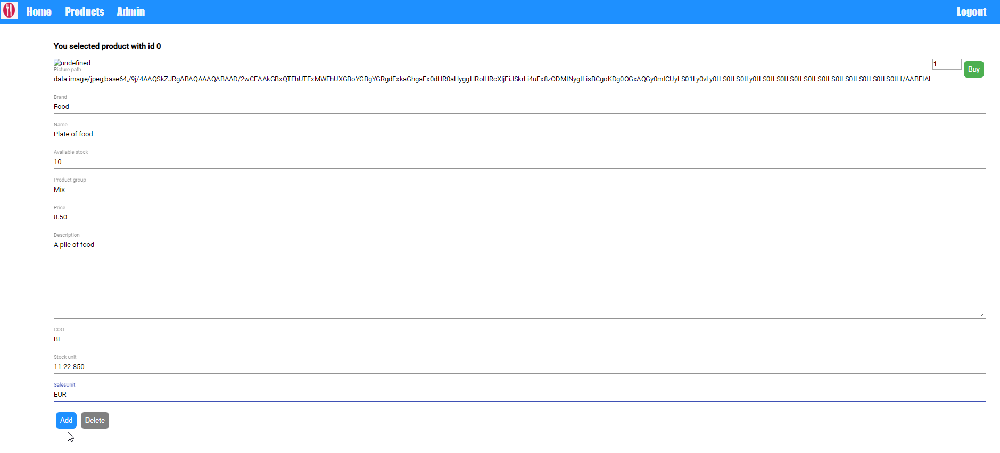 Home Products Admin Logout
You selected product with id 0
undefined
Picture path
data:image/jpeg;base64,/9j/4AAQSkZJRgABAQAAAQABAAD/2wCEAAkGBxQTEhUTExMWFhUXGBoYGBgYGRgdFxkaGhgaFx0dHR0aHyggHRolHRcXIjEiJSkrLi4uFx8zODMtNygtLisBCgoKDg0OGxAQGy0mICUyLS01Ly0vLy0tLS0tLS0tLy0tLS0tLS0tLS0tLS0tLS0tLS0tLS0tLS0tLS0tLS0tLf/AABEIAL
1
Buy
Brand
Food
Name
Plate of food
Available stock
10
Product group
Mix
Price
8.50
Description
A pile of food
COO
BE
Stock unit
11-22-850
SalesUnit
EUR
Add Delete